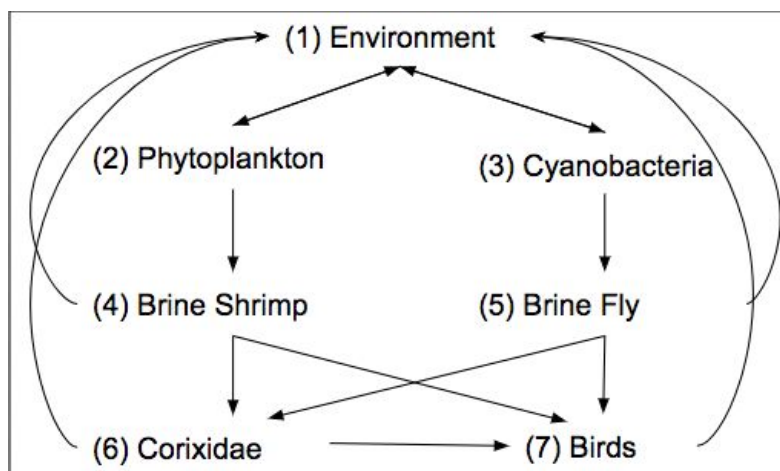 (1) Environment
(2) Phytoplankton
(3) Cyanobacteria
(4) Brine Shrimp
(5) Brine Fly
(6) Corixidae
(7) Birds